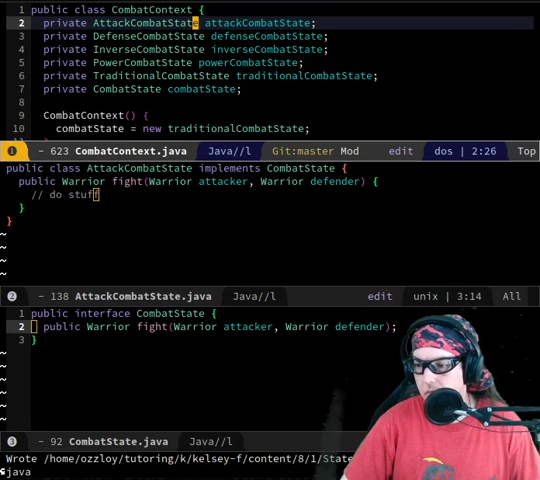 1 public class CombatContext {
2 private AttackCombatState attackCombatState;
3 private DefenseCombatState defenseCombatState;
4 private InverseCombatState inverseCombatState;
5 private PowerCombatState powerCombatState;
6 private TraditionalCombatState traditionalCombatState;
7 private CombatState combatState;
8
9 CombatContext() {
10 combatState = new traditionalCombatState;
1 - 623 CombatContext.java Java//l Git:master Mod edit dos | 2:26 Top
public class AttackCombatState implements CombatState {
public Warrior fight(Warrior attacker, Warrior defender) {
// do stuff
}
}
~
~
~
~
2 - 138 AttackCombatState.java Java//l edit unix | 3:14 All
1 public interface CombatState {
2 public Warrior fight(Warrior attacker, Warrior defender);
3 }
~
~
~
~
~
~
3 - 92 CombatState.java Java//l
Wrote /home/ozzloy/tutoring/k/kelsey-f/content/8/1/State
java